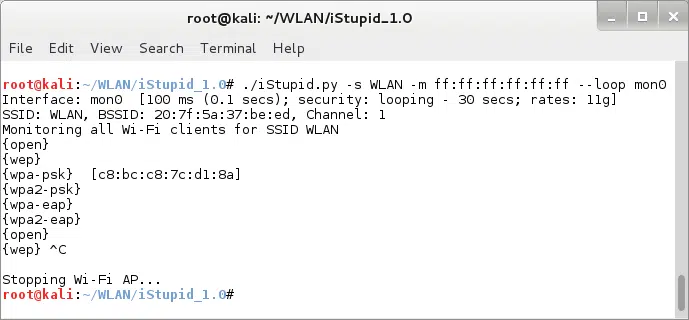 root@kali: ~/WLAN/iStupid_1.0
File Edit View Search Terminal Help
root@kali:~/WLAN/iStupid_1.0# ./iStupid.py -s WLAN -m ff:ff:ff:ff:ff:ff --loop mon0
Interface: mon0 [100 ms (0.1 secs); security: looping - 30 secs; rates: 11g]
SSID: WLAN, BSSID: 20:7f:5a:37:be:ed, Channel: 1
Monitoring all Wi-Fi clients for SSID WLAN
{open}
{wep}
{wpa-psk} [c8:bc:c8:7c:d1:8a]
{wpa2-psk}
{wpa-eap}
{wpa2-eap}
{open}
{wep} ^C
Stopping Wi-Fi AP...
root@kali:~/WLAN/iStupid_1.0#